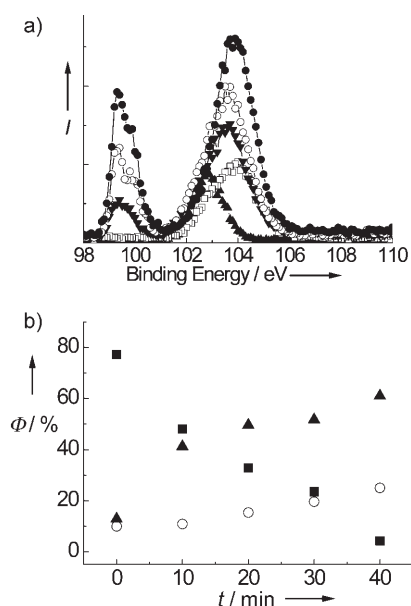 a)
I
98 100 102 104 106 108 110
Binding Energy / eV
b)
80
60
Φ / %
40
20
0
0 10 20 30 40
t / min